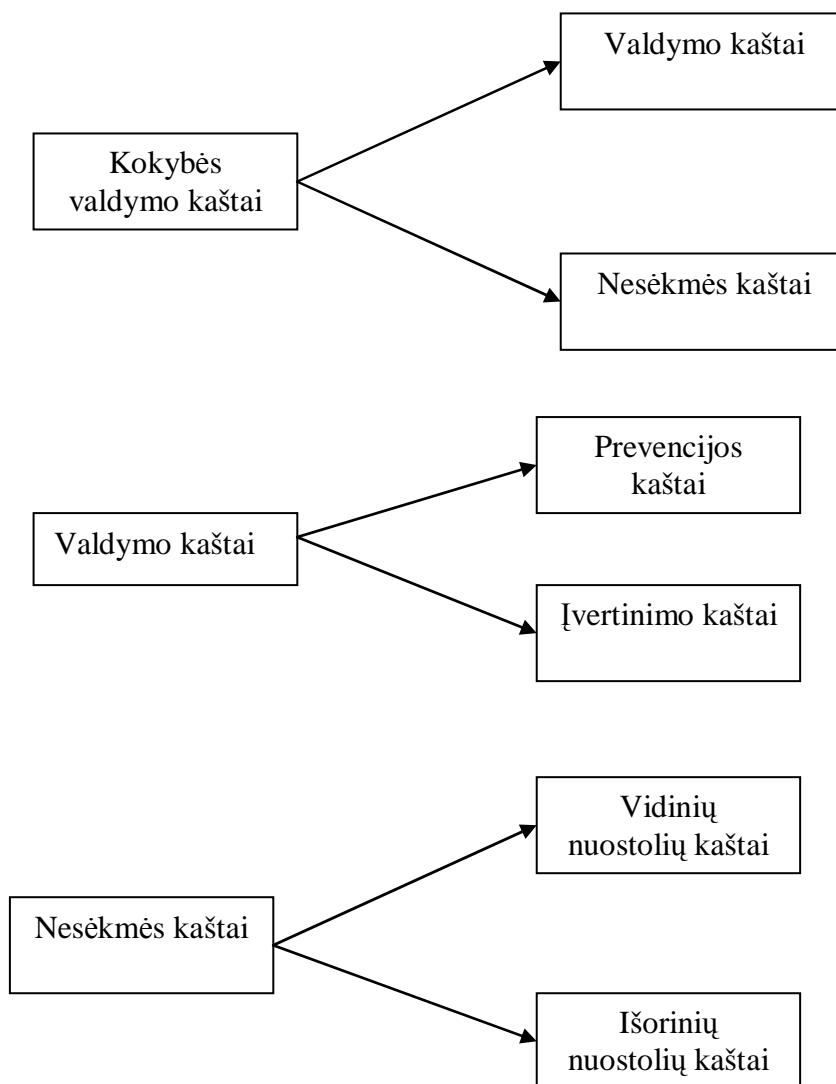 Valdymo kaštai
Kokybės
valdymo kaštai
Nesėkmės kaštai
Prevencijos
kaštai
Valdymo kaštai
Įvertinimo kaštai
Vidinių
nuostolių kaštai
Nesėkmės kaštai
Išorinių
nuostolių kaštai